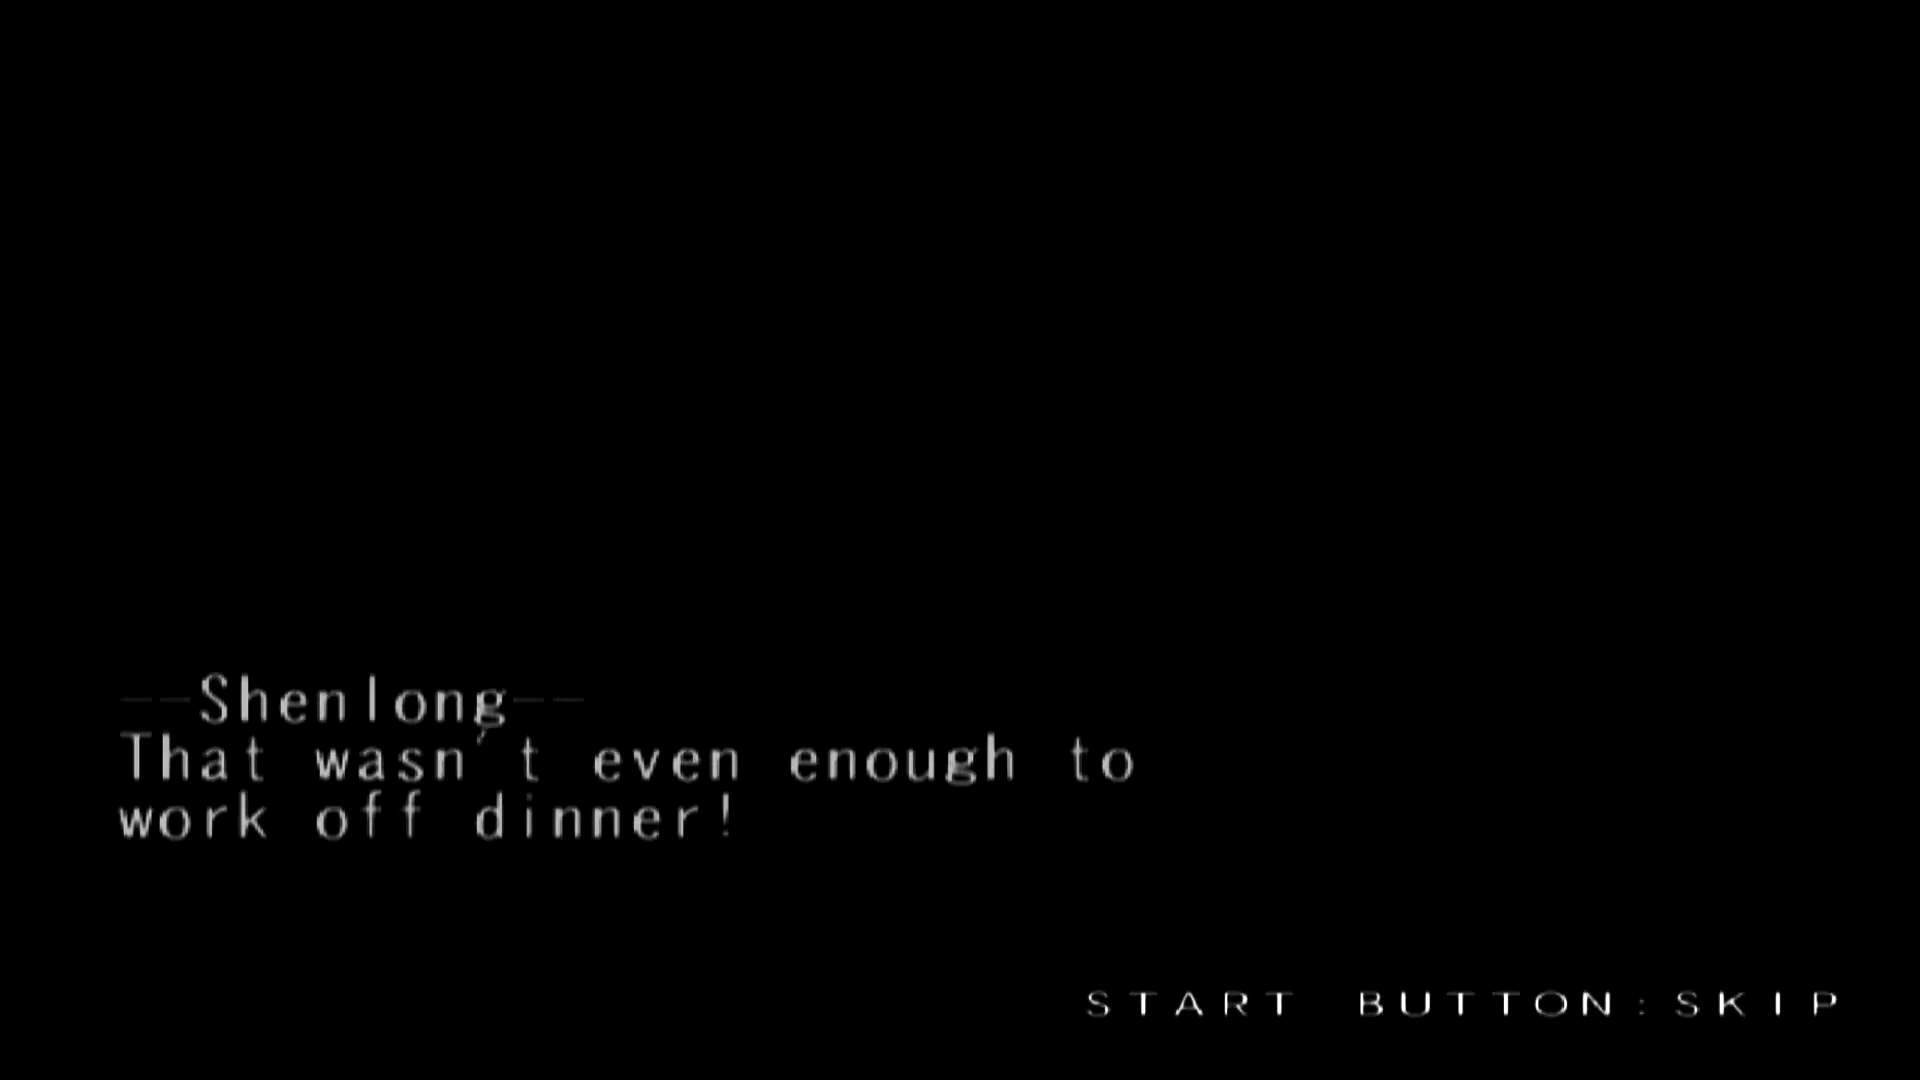 --Shenlong--
That wasn't even enough to
work off dinner!
START BUTTON:SKIP